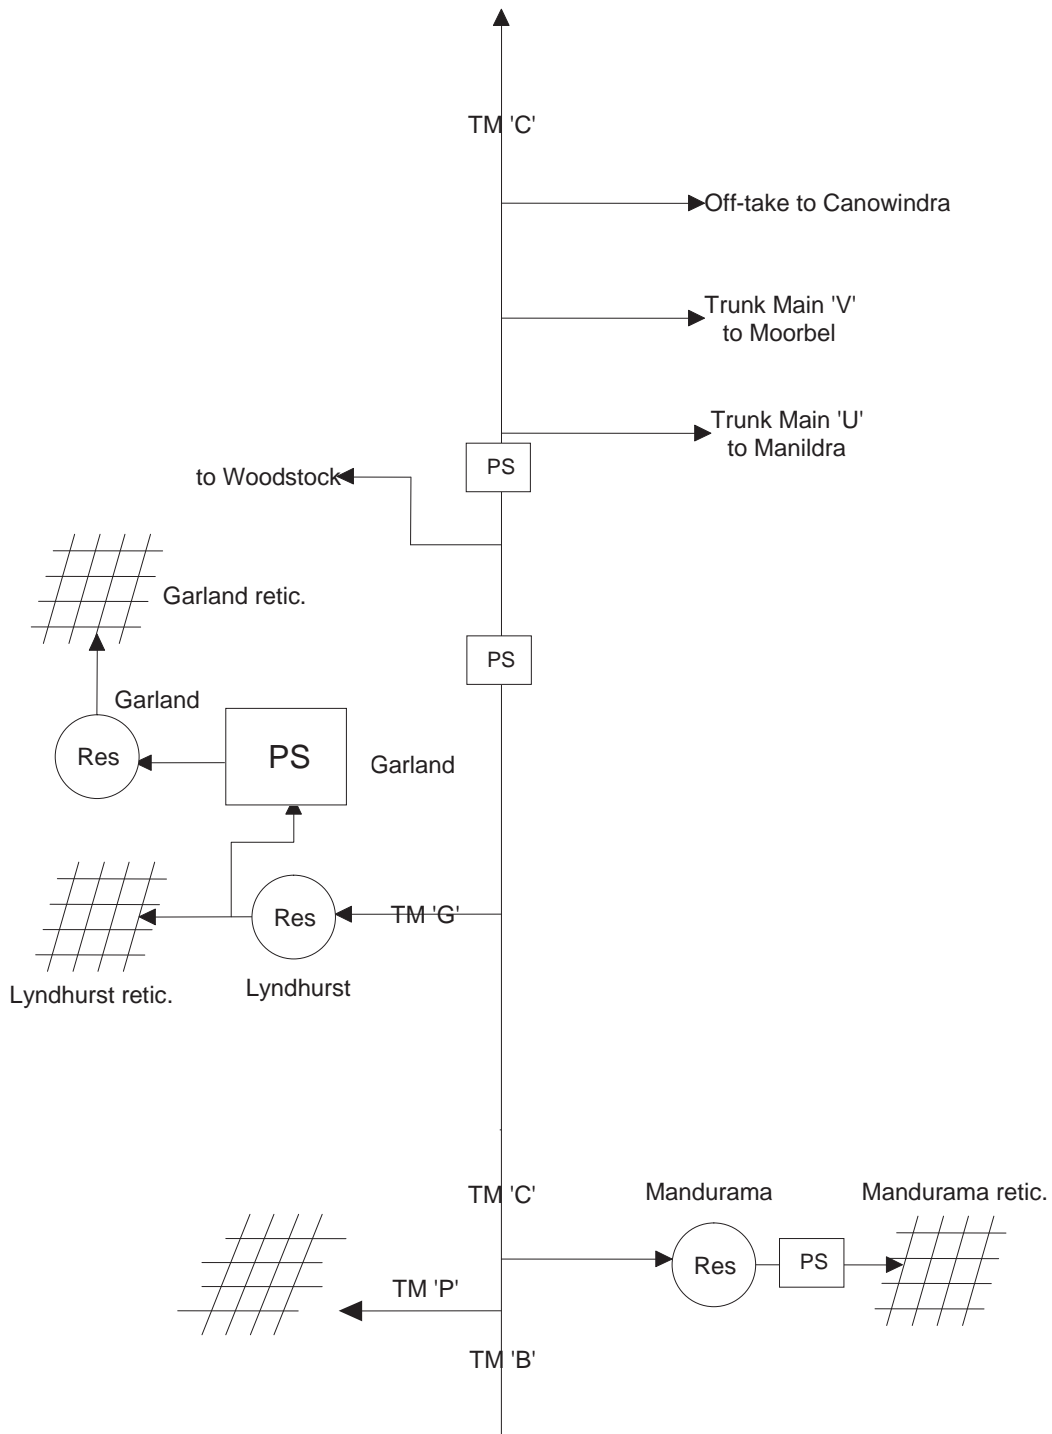 TM 'C'
Off-take to Canowindra
Trunk Main 'V'
to Moorbel
Trunk Main 'U'
to Manildra
PS
to Woodstock
Garland retic.
PS
Garland
Res
PS
Garland
Res
TM 'G'
Lyndhurst
Lyndhurst retic.
TM 'C'
Mandurama
Mandurama retic.
Res
PS
TM 'P'
TM 'B'